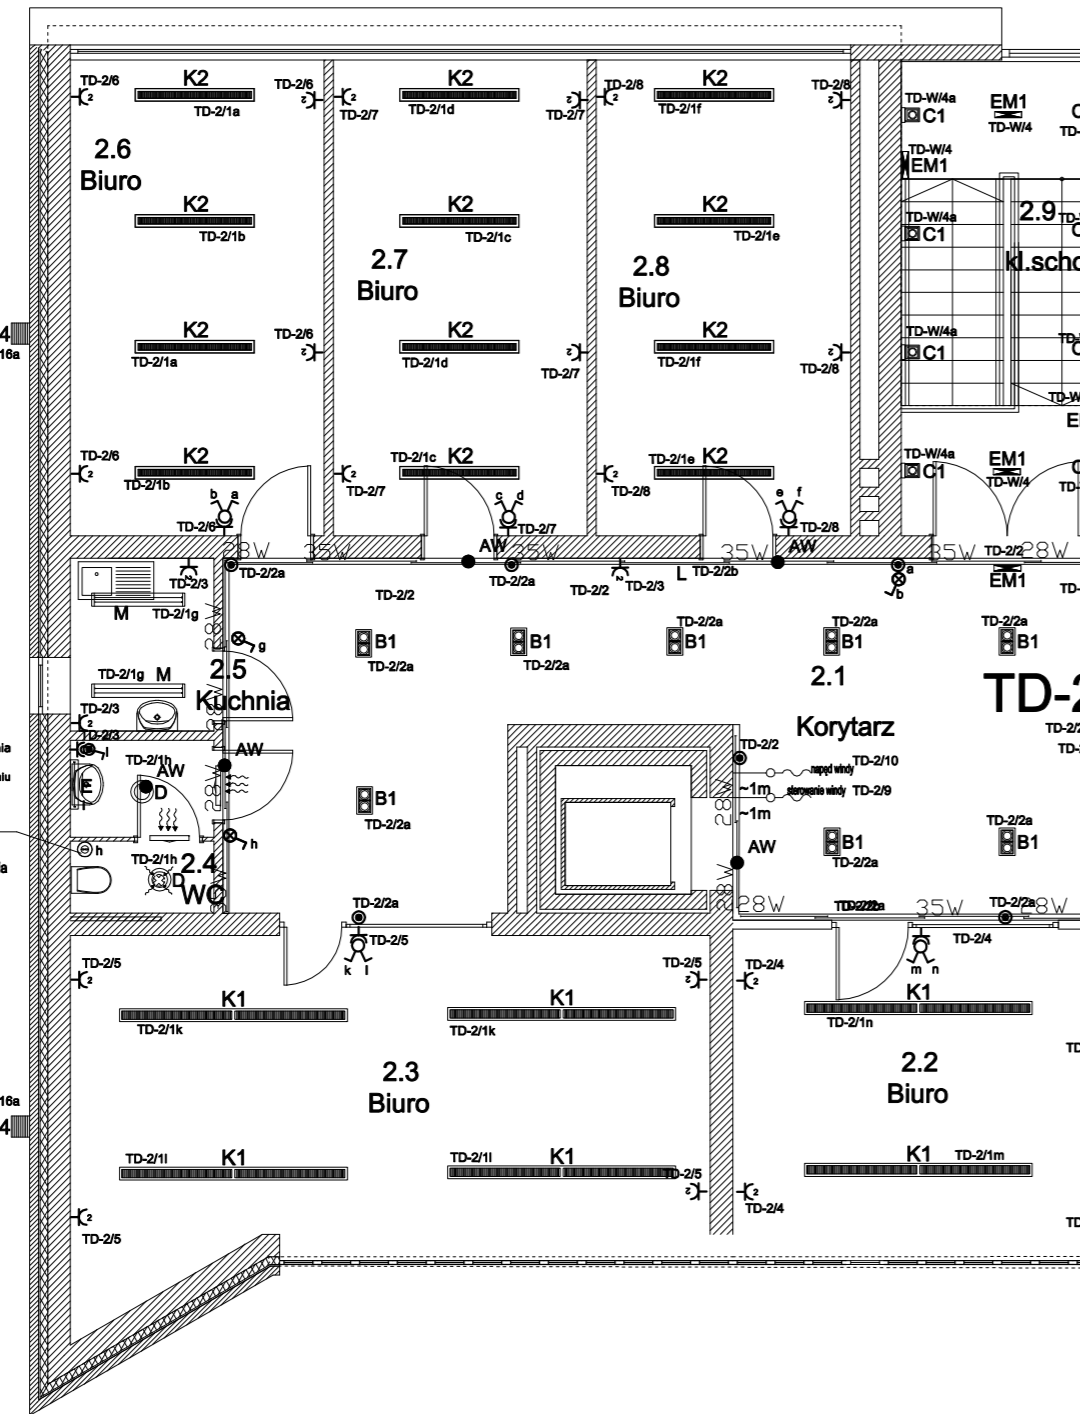 TD-2/6
K2
TD-2/6
K2
TD-2/8
K2
TD-2/8
TD-2/1a
TD-2/7
TD-2/1d
TD-2/7
TD-2/1f
TD-W/4a
C1
EM1
TD-W/4
2.6
Biuro
TD-W/4
EM1
K2
TD-2/1b
K2
TD-2/1c
K2
TD-2/1e
TD-W/4a
C1
2.9
2.7
Biuro
2.8
Biuro
K2
TD-2/1a
TD-2/6
K2
TD-2/1d
TD-2/7
K2
TD-2/1f
TD-2/8
TD-W/4a
C1
16a
TD-2/6
K2
TD-2/1b
TD-2/1c
K2
TD-2/7
TD-2/1e
K2
TD-2/8
TD-W/4a
C1
EM1
TD-W/4
b a
TD-2/6
c d
TD-2/7
e f
TD-2/8
28W
35W
AW
35W
35W
AW
35W
TD-2/2
28W
EM1
TD-2/3
TD-2/2a
TD-2/2
TD-2/2a
TD-2/2
TD-2/3
L
TD-2/2b
a
b
M
TD-2/1g
28W
g
B1
TD-2/2a
B1
TD-2/2a
TD-2/2a
B1
TD-2/2a
B1
TD-2/2a
B1
TD-2/1g
M
2.5
Kuchnia
2.1
Korytarz
TD-2
TD-2/3
TD-2/3
l
TD-2/1h
AW
AW
D
E
28W
TD-2/2
napęd windy
TD-2/10
~1m
sterowanie windy
TD-2/9
~1m
28W
B1
TD-2/2a
h
h
TD-2/1h
D
2.4
WC
AW
B1
TD-2/2a
TD-2/2a
B1
28W
28W
35W
28W
TD-2/2a
TD-2/2a
TD-2/5
k l
TD-2/4
m n
TD-2/5
K1
TD-2/1k
K1
TD-2/1k
TD-2/5
TD-2/4
K1
TD-2/1n
2.3
Biuro
2.2
Biuro
16a
TD-2/1l
K1
TD-2/1l
K1
TD-2/5
K1
TD-2/1m
TD-2/4
TD-2/5